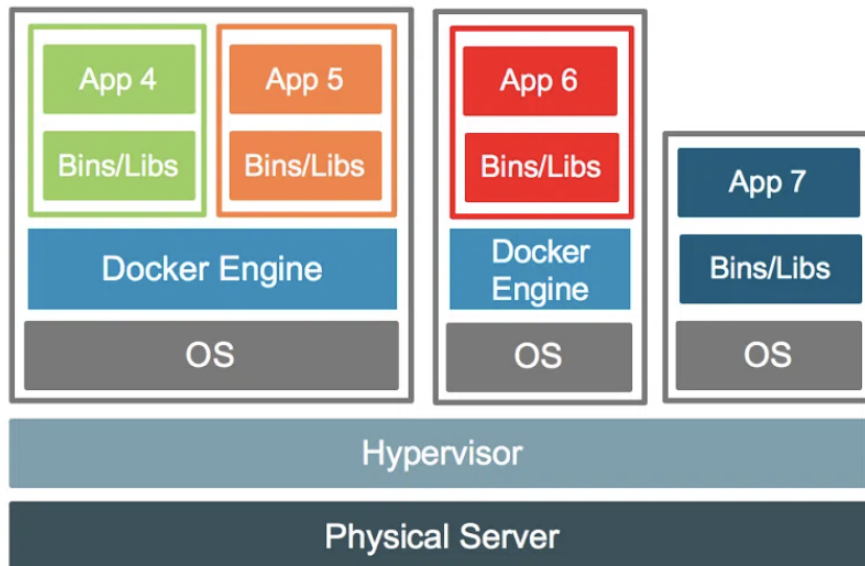 App 4
App 5
App 6
Bins/Libs
Bins/Libs
Bins/Libs
App 7
Docker Engine
Docker
Engine
Bins/Libs
OS
OS
OS
Hypervisor
Physical Server